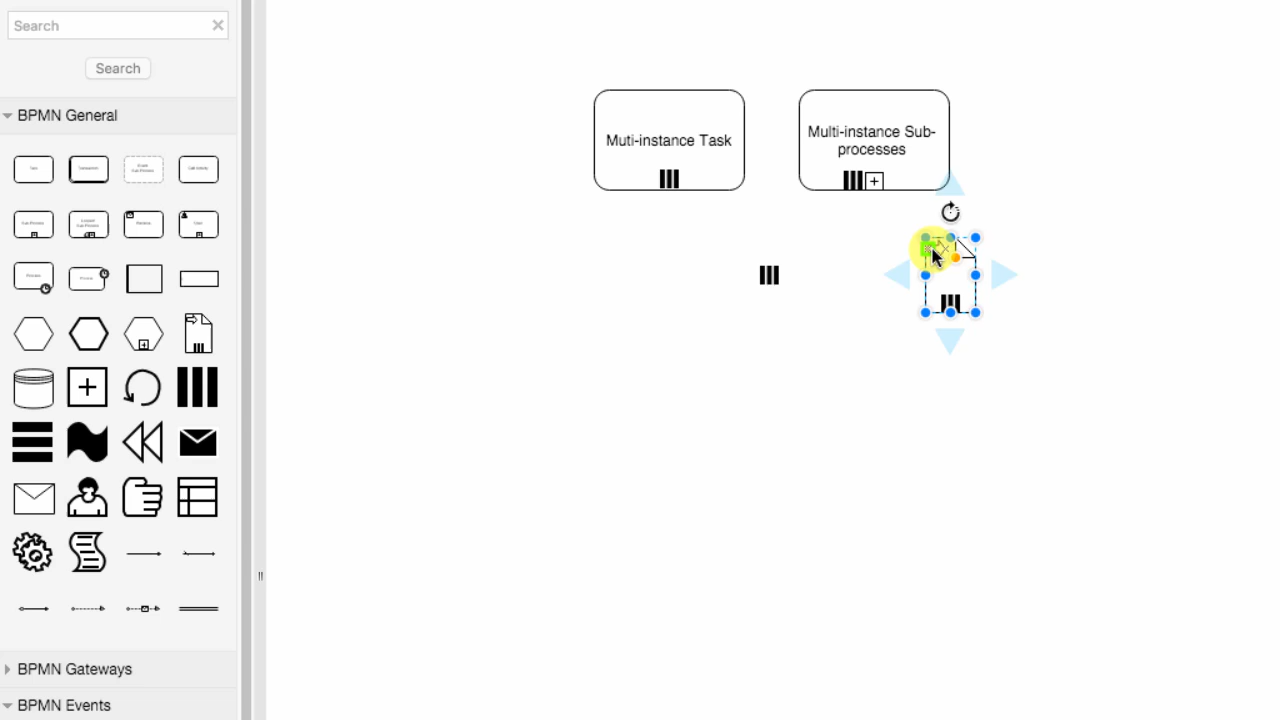 Search
Search
BPMN General
BPMN Gateways
BPMN Events
Muti-instance Task
Multi-instance Sub-
processes